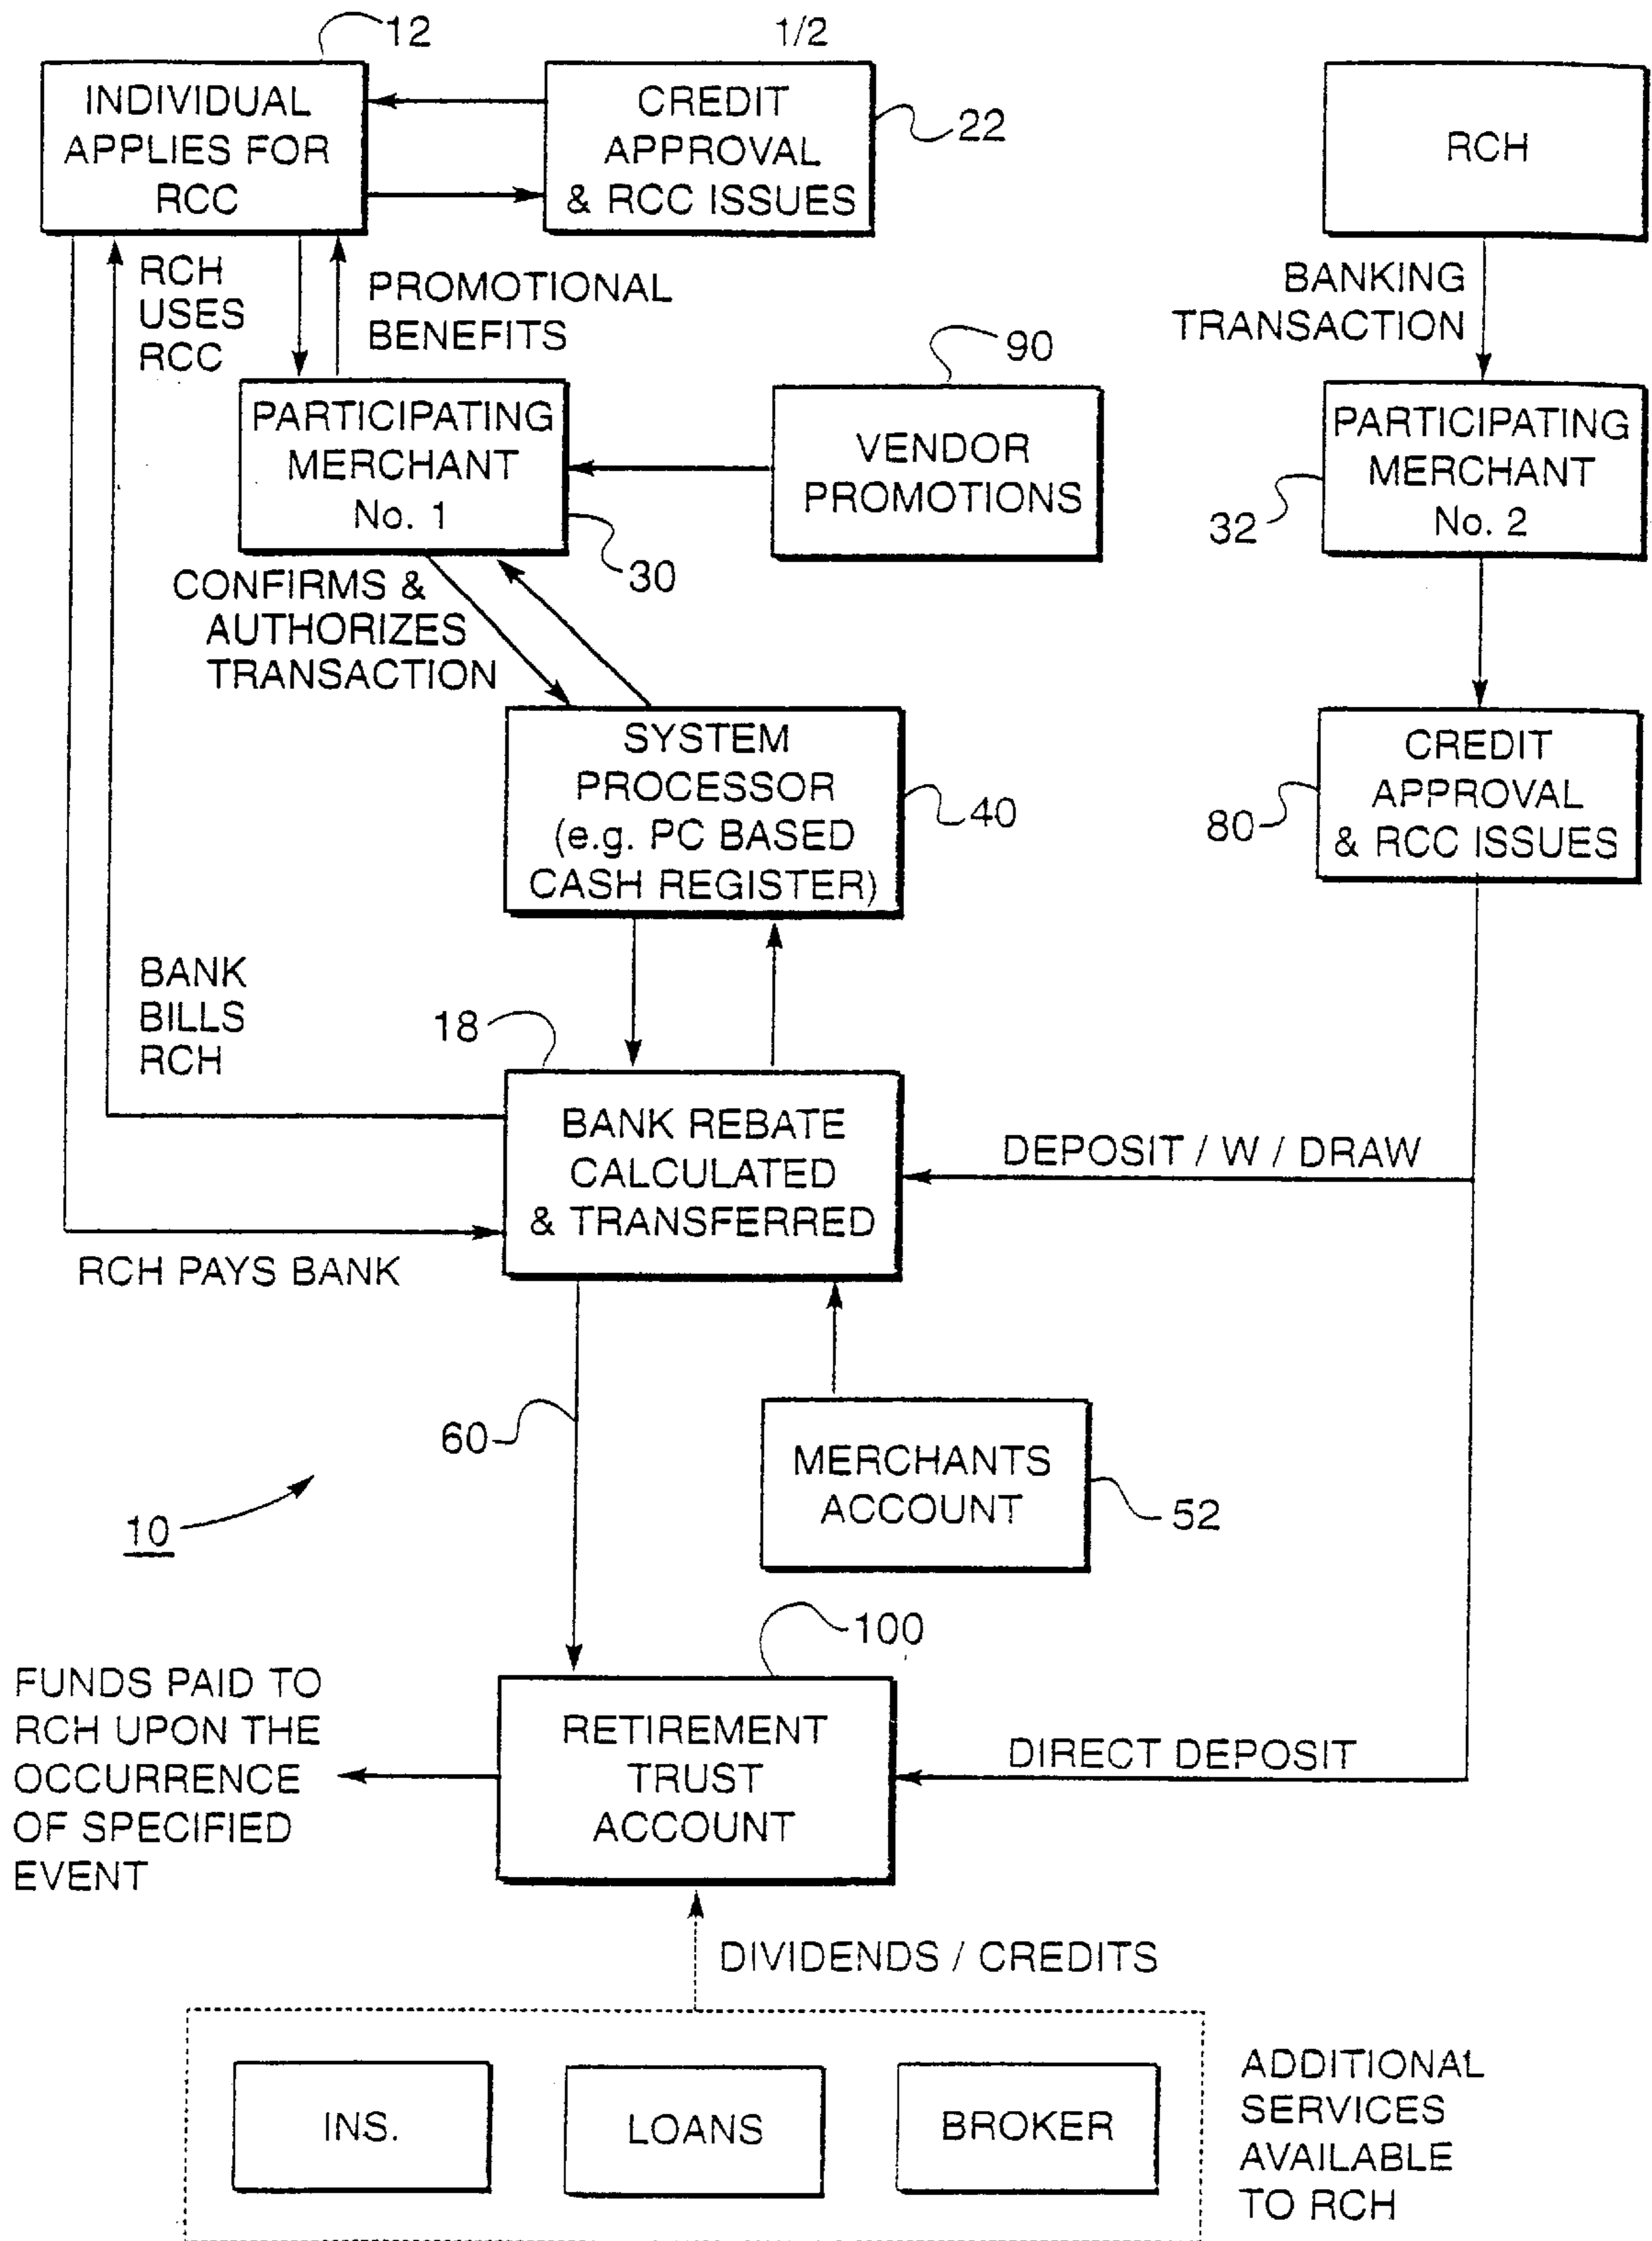 12
1/2
INDIVIDUAL
APPLIES FOR
RCC
CREDIT
APPROVAL
& RCC ISSUES
22
RCH
RCH
USES
RCC
PROMOTIONAL
BENEFITS
BANKING
TRANSACTION
90
PARTICIPATING
MERCHANT
No. 1
30
VENDOR
PROMOTIONS
PARTICIPATING
MERCHANT
No. 2
32
CONFIRMS &
AUTHORIZES
TRANSACTION
SYSTEM
PROCESSOR
(e.g. PC BASED
CASH REGISTER)
40
CREDIT
APPROVAL
& RCC ISSUES
80
BANK
BILLS
RCH
18
BANK REBATE
CALCULATED
& TRANSFERRED
DEPOSIT / W / DRAW
RCH PAYS BANK
60
MERCHANTS
ACCOUNT
52
10
100
FUNDS PAID TO
RCH UPON THE
OCCURRENCE
OF SPECIFIED
EVENT
RETIREMENT
TRUST
ACCOUNT
DIRECT DEPOSIT
DIVIDENDS / CREDITS
INS.
LOANS
BROKER
ADDITIONAL
SERVICES
AVAILABLE
TO RCH